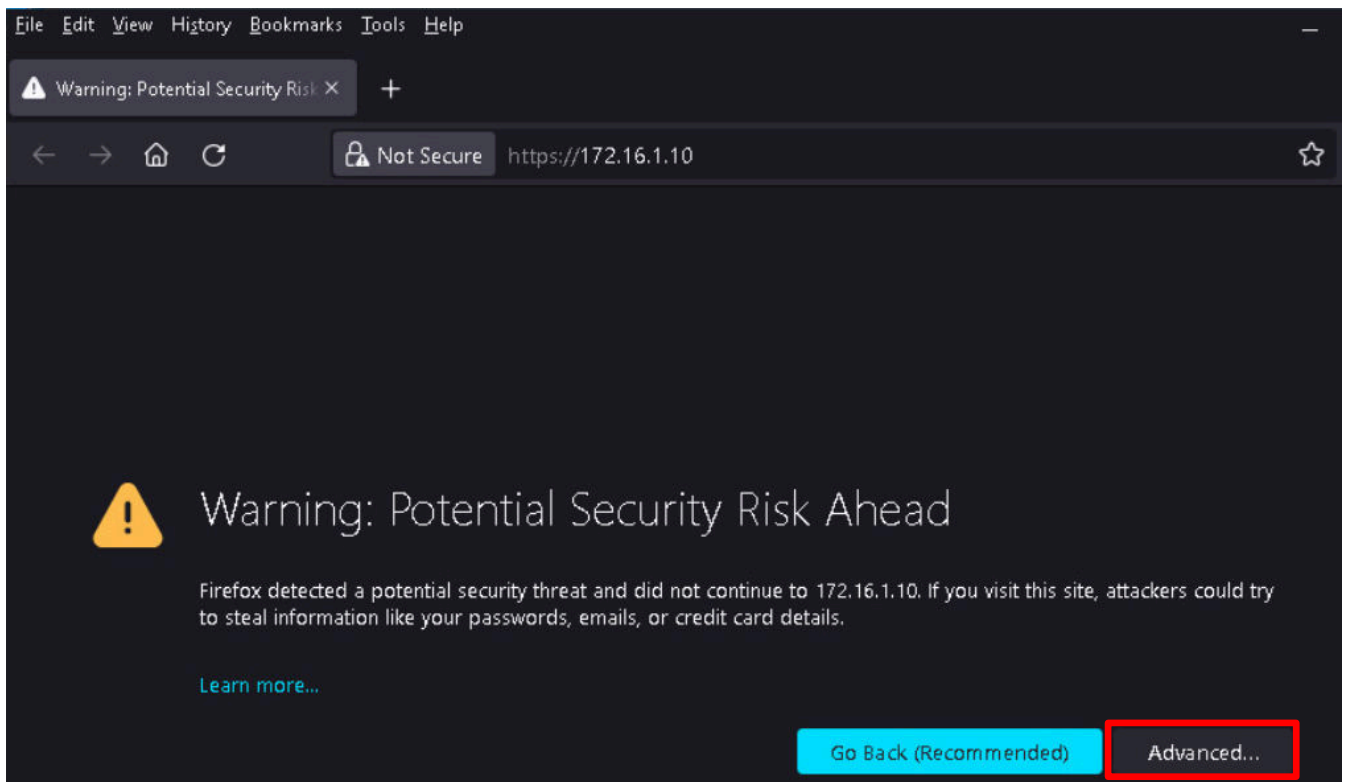 File Edit View History Bookmarks Tools Help
Warning: Potential Security Risk
Not Secure https://172.16.1.10
Warning: Potential Security Risk Ahead
Firefox detected a potential security threat and did not continue to 172.16.1.10. If you visit this site, attackers could try
to steal information like your passwords, emails, or credit card details.
Learn more...
Go Back (Recommended) Advanced...